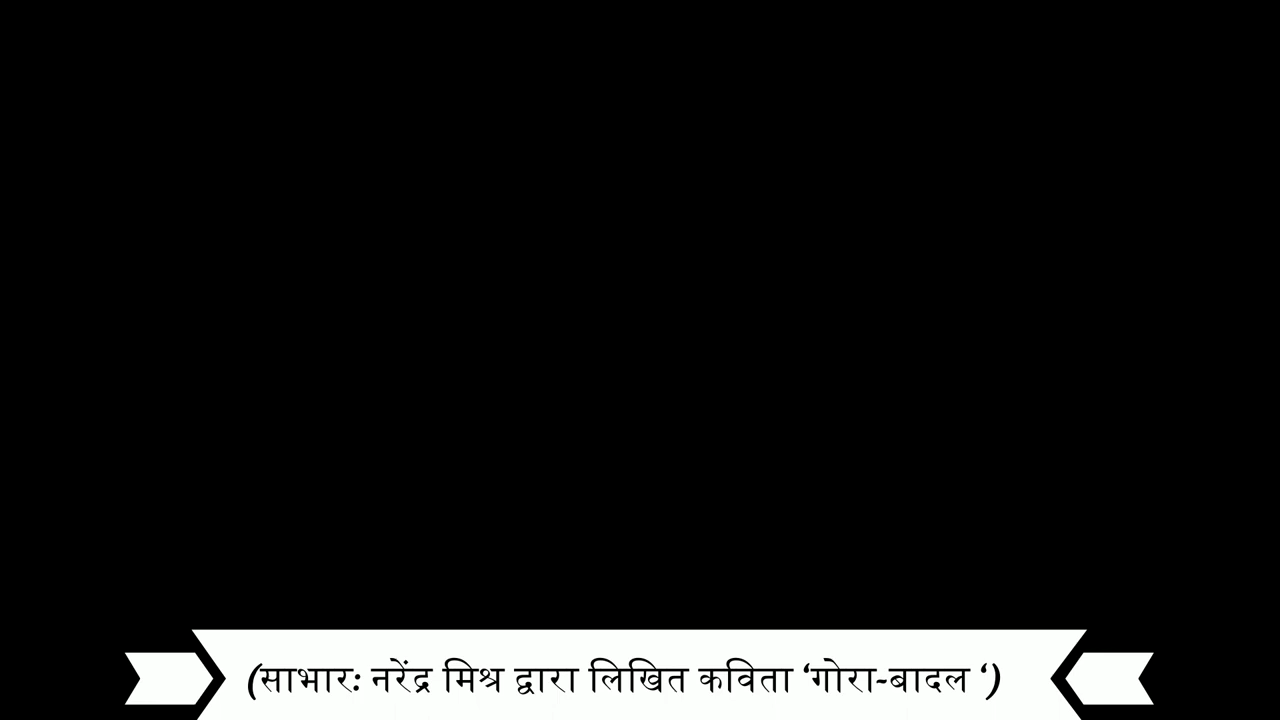 (साभारः नरेंद्र मिश्र द्वारा लिखित कविता ‘गोरा-बादल ‘)